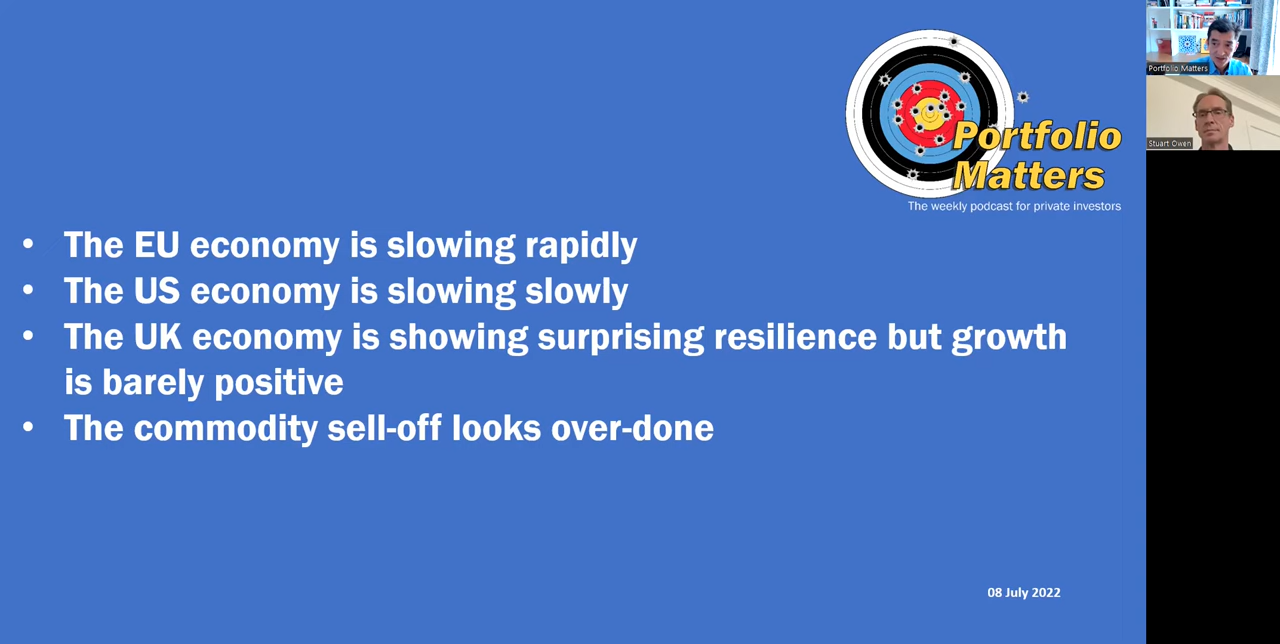 Portfolio
Matters
The weekly podcast for private investors
• The EU economy is slowing rapidly
• The US economy is slowing slowly
• The UK economy is showing surprising resilience but growth
is barely positive
• The commodity sell-off looks over-done
08 July 2022
Portfolio Matters
Stuart Owen